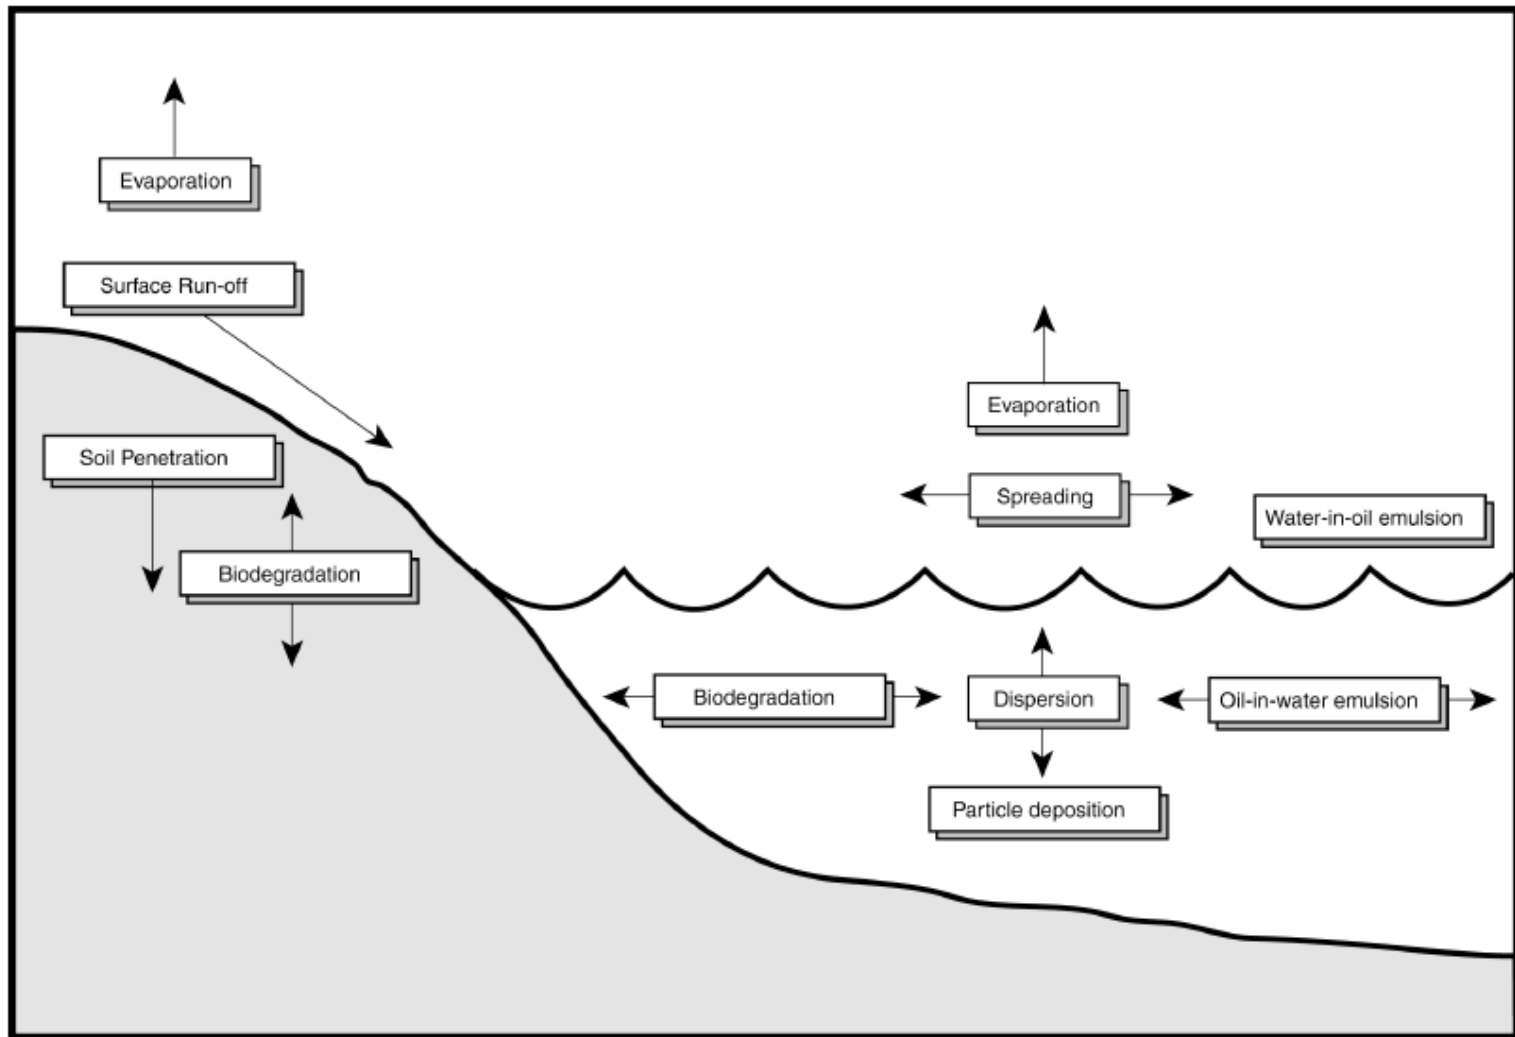 Evaporation
Surface Run-off
Soil Penetration
Biodegradation
Evaporation
Spreading
Water-in-oil emulsion
Biodegradation
Dispersion
Oil-in-water emulsion
Particle deposition